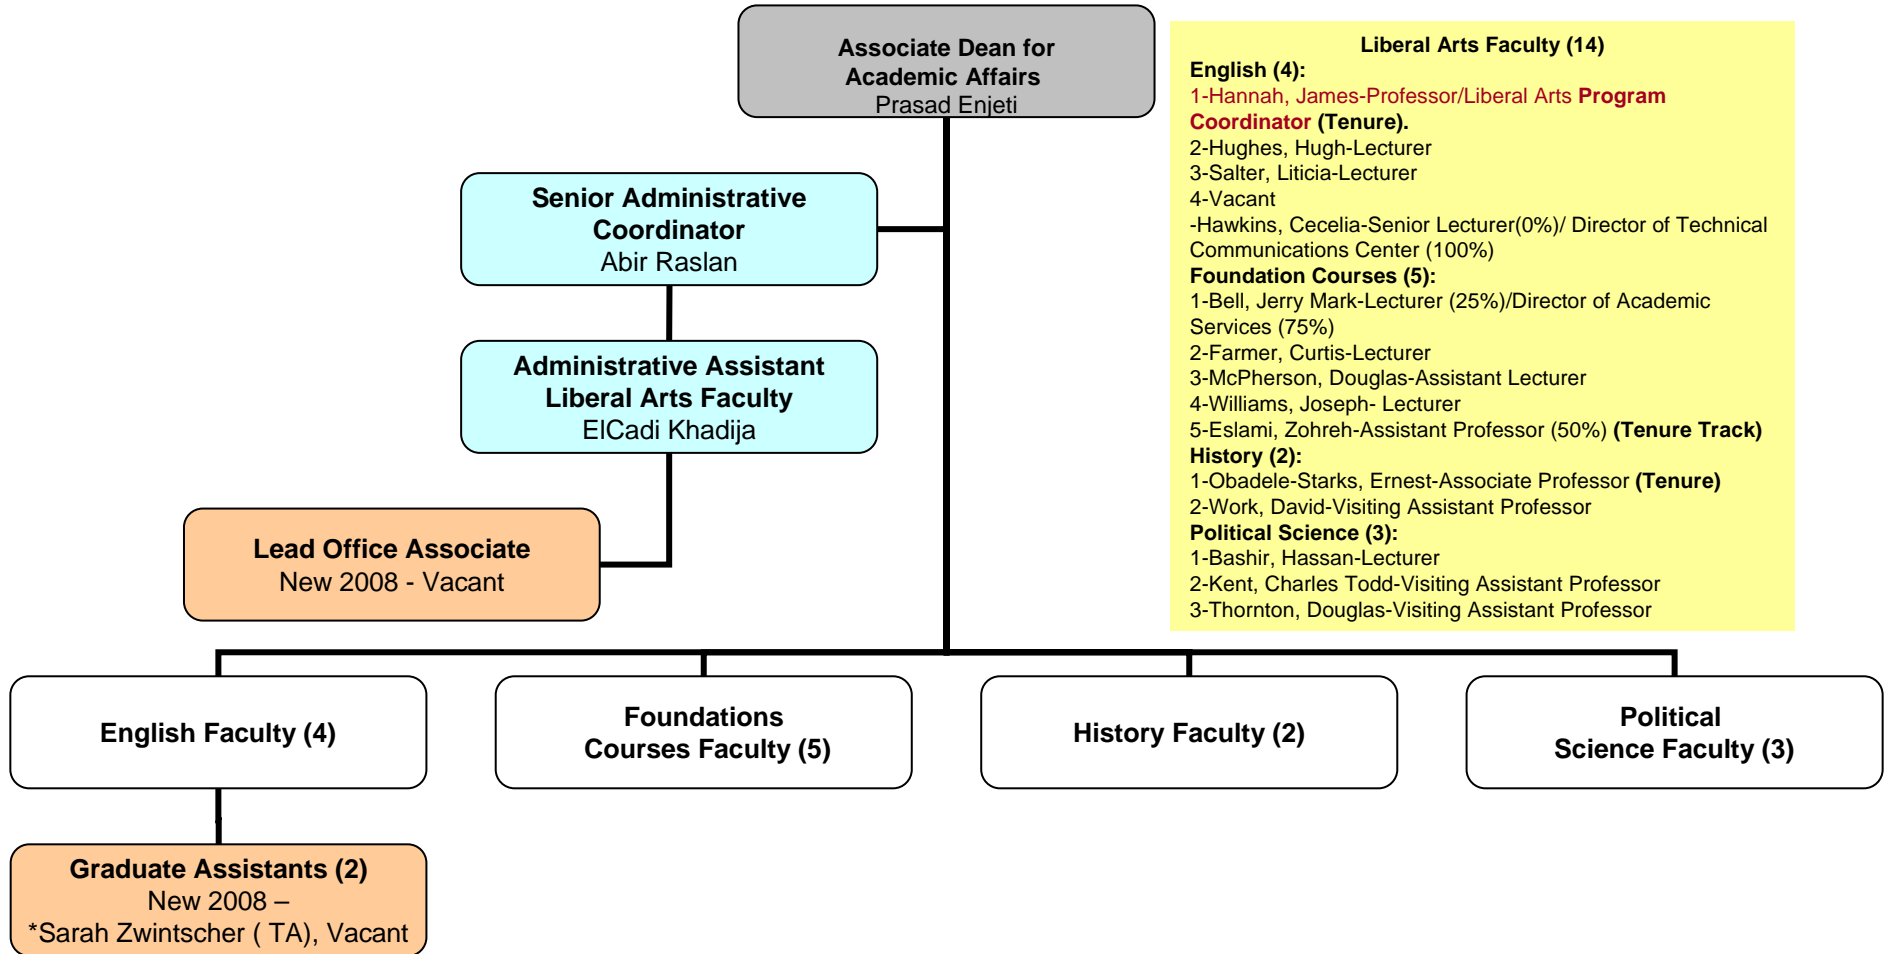 Associate Dean for
Academic Affairs
Prasad Enjeti
Senior Administrative
Coordinator
Abir Raslan
Administrative Assistant
Liberal Arts Faculty
ElCadi Khadija
Lead Office Associate
New 2008 - Vacant
Liberal Arts Faculty (14)
English (4):
1-Hannah, James-Professor/Liberal Arts Program
Coordinator (Tenure).
2-Hughes, Hugh-Lecturer
3-Salter, Liticia-Lecturer
4-Vacant
-Hawkins, Cecelia-Senior Lecturer(0%)/ Director of Technical
Communications Center (100%)
Foundation Courses (5):
1-Bell, Jerry Mark-Lecturer (25%)/Director of Academic
Services (75%)
2-Farmer, Curtis-Lecturer
3-McPherson, Douglas-Assistant Lecturer
4-Williams, Joseph- Lecturer
5-Eslami, Zohreh-Assistant Professor (50%) (Tenure Track)
History (2):
1-Obadele-Starks, Ernest-Associate Professor (Tenure)
2-Work, David-Visiting Assistant Professor
Political Science (3):
1-Bashir, Hassan-Lecturer
2-Kent, Charles Todd-Visiting Assistant Professor
3-Thornton, Douglas-Visiting Assistant Professor
English Faculty (4)
Foundations
Courses Faculty (5)
History Faculty (2)
Political
Science Faculty (3)
Graduate Assistants (2)
New 2008 –
*Sarah Zwintscher ( TA), Vacant